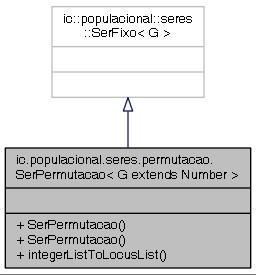 ic::populacional::seres
::SerFixo< G >
ic.populacional.seres.permutacao.
SerPermutacao< G extends Number >
+ SerPermutacao()
+ SerPermutacao()
+ integerListToLocusList()